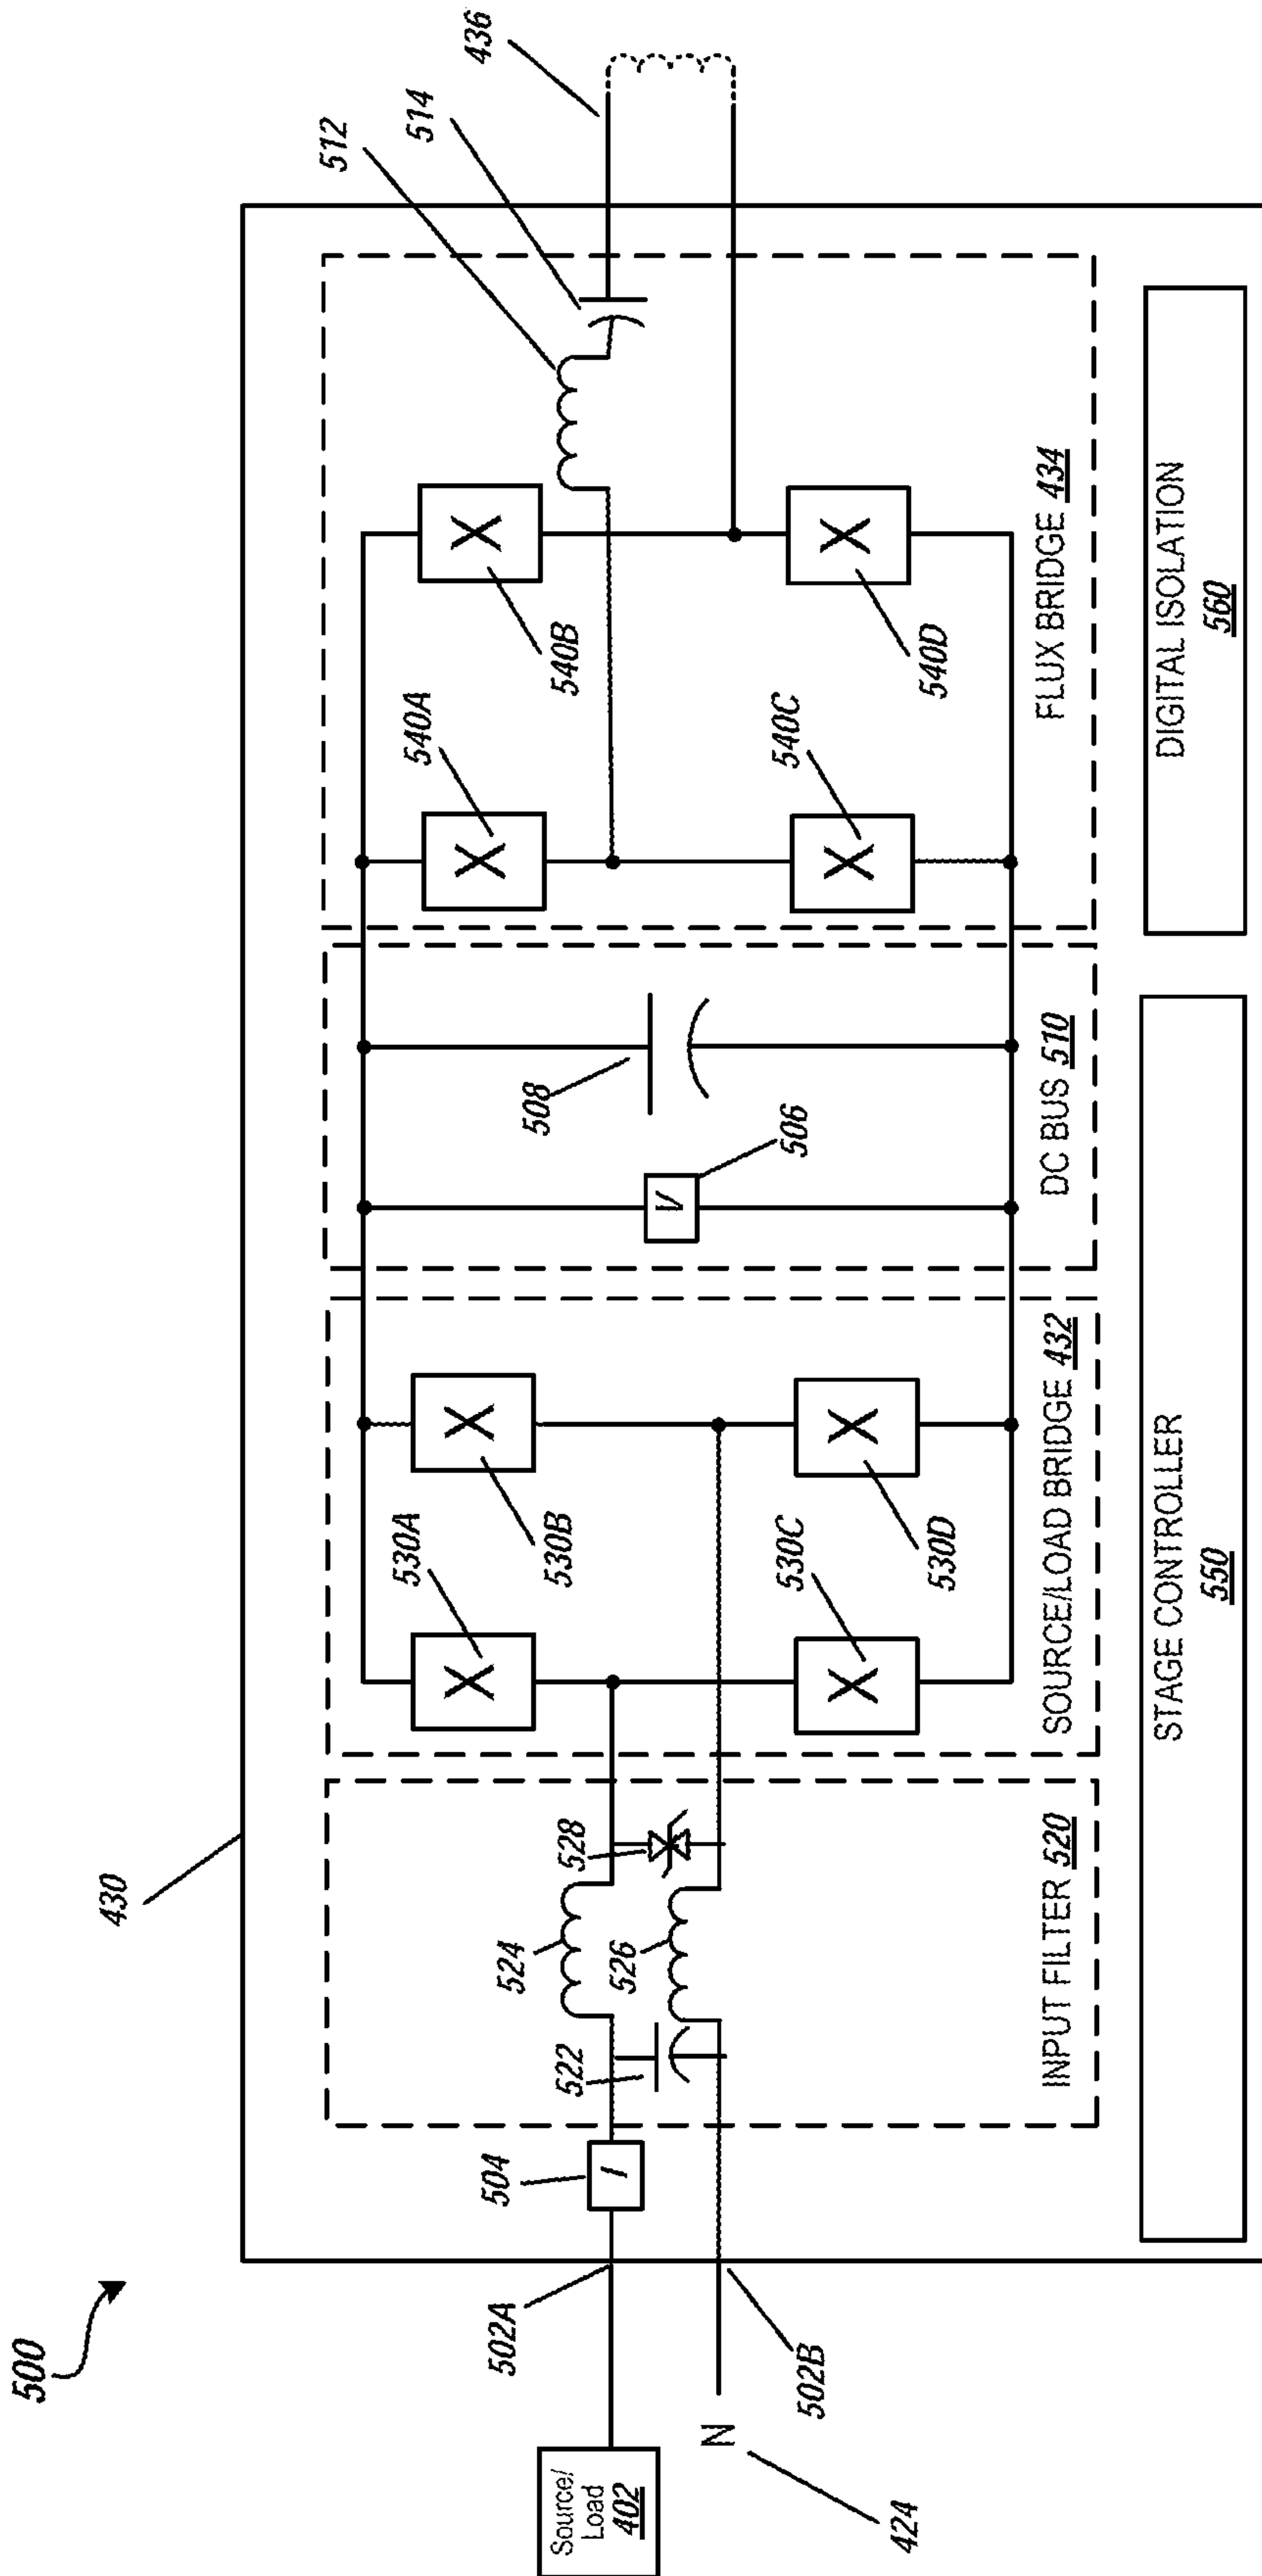 500
430
Source/
Load
402
N
424
502A
502B
504
I
522
524
526
528
INPUT FILTER 520
530A
X
530B
X
530C
X
530D
X
SOURCE/LOAD BRIDGE 432
506
V
508
DC BUS 510
540A
X
540B
X
540C
X
540D
X
512
514
436
FLUX BRIDGE 434
STAGE CONTROLLER
550
DIGITAL ISOLATION
560